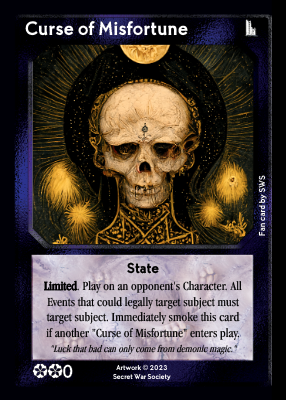 Curse of Misfortune
Fan card by SWS
State
Limited. Play on an opponent's Character. All
Events that could legally target subject must
target subject. Immediately smoke this card
if another "Curse of Misfortune" enters play.
"Luck that bad can only come from demonic magic."
0
Artwork © 2023
Secret War Society